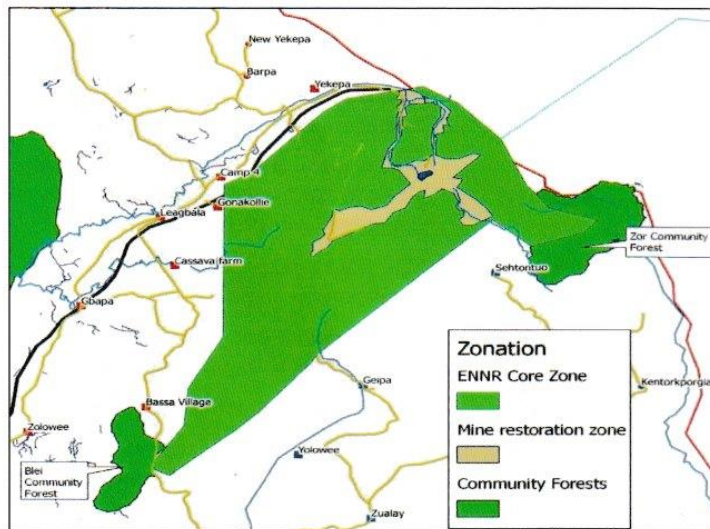 New Yekepa
Barpa
Yekepa
Camp 4
Gonakollie
Leagbala
Cassava farm
Gbapa
Zor Community
Forest
Sehtontuo
Zonation
ENNR Core Zone
Mine restoration zone
Community Forests
Geipa
Kentorkporgia
Bassa Village
Zolowee
Blei
Community
Forest
Yolowee
Zualay